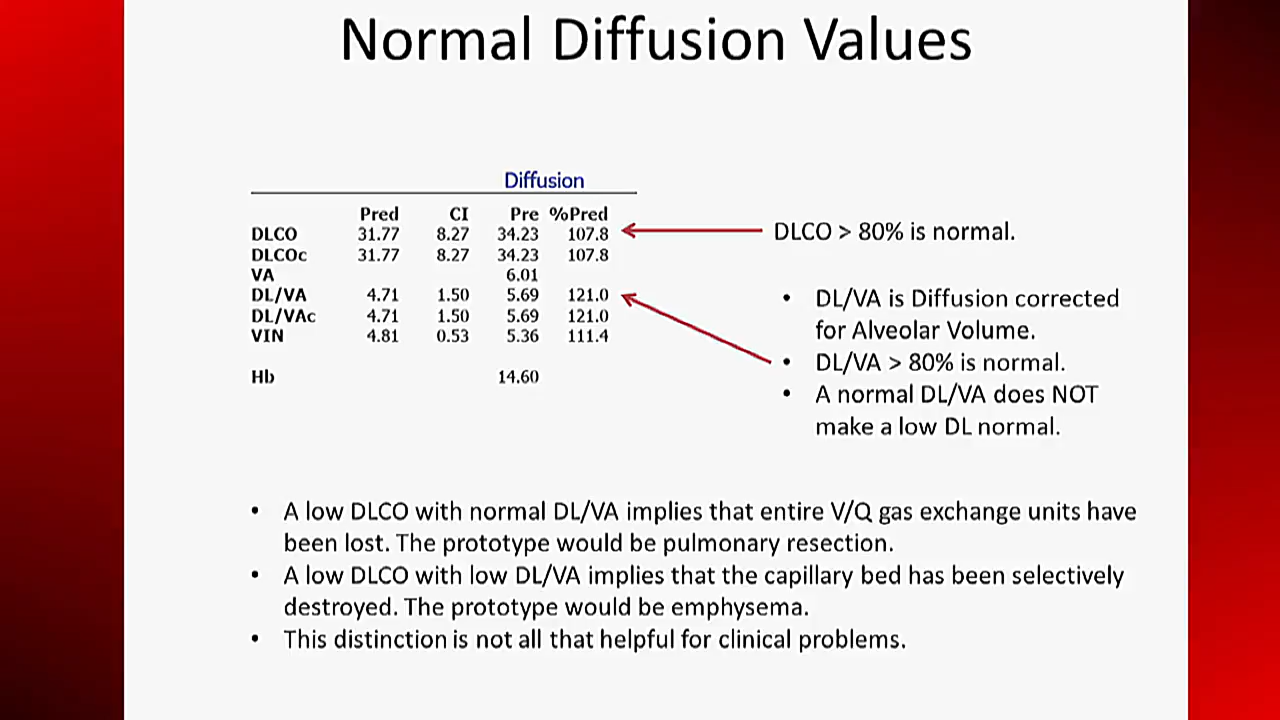 Normal Diffusion Values
Diffusion
Pred CI Pre %Pred
DLCO 31.77 8.27 34.23 107.8
DLCOc 31.77 8.27 34.23 107.8
VA 6.01
DL/VA 4.71 1.50 5.69 121.0
DL/VAc 4.71 1.50 5.69 121.0
VIN 4.81 0.53 5.36 111.4
Hb 14.60
DLCO > 80% is normal.
• DL/VA is Diffusion corrected
for Alveolar Volume.
• DL/VA > 80% is normal.
• A normal DL/VA does NOT
make a low DL normal.
• A low DLCO with normal DL/VA implies that entire V/Q gas exchange units have
been lost. The prototype would be pulmonary resection.
• A low DLCO with low DL/VA implies that the capillary bed has been selectively
destroyed. The prototype would be emphysema.
• This distinction is not all that helpful for clinical problems.